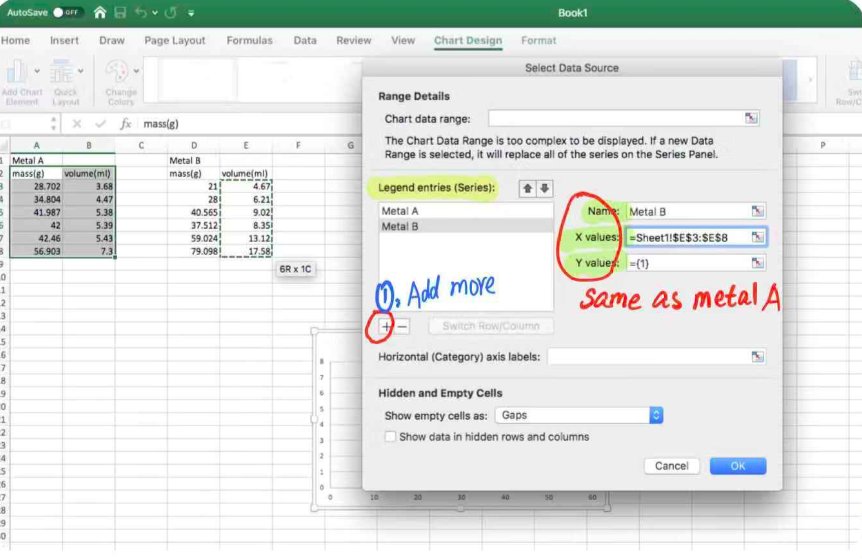 AutoSave OFF Book1
Home Insert Draw Page Layout Formulas Data Review View Chart Design Format
Add Chart Element Quick Layout Change Colors
fx mass(g)
A B C D E F G P
Metal A Metal B
mass(g) volume(ml) mass(g) volume(ml)
28.702 3.68 21 4.67
34.804 4.47 28 6.21
41.987 5.38 40.565 9.02
42 5.39 37.512 8.35
42.46 5.43 59.024 13.12
56.903 7.3 79.098 17.58
6R x 1C
8
7
6
5
4
3
2
1
0
0 10 20 30 40 50 60
Select Data Source
Range Details
Chart data range:
The Chart Data Range is too complex to be displayed. If a new Data
Range is selected, it will replace all of the series on the Series Panel.
Legend entries (Series):
Metal A
Metal B
Name: Metal B
X values: =Sheet1!$E$3:$E$8
Y values: ={1}
①. Add more
same as metal A
+ −
Switch Row/Column
Horizontal (Category) axis labels:
Hidden and Empty Cells
Show empty cells as: Gaps
Show data in hidden rows and columns
Cancel OK